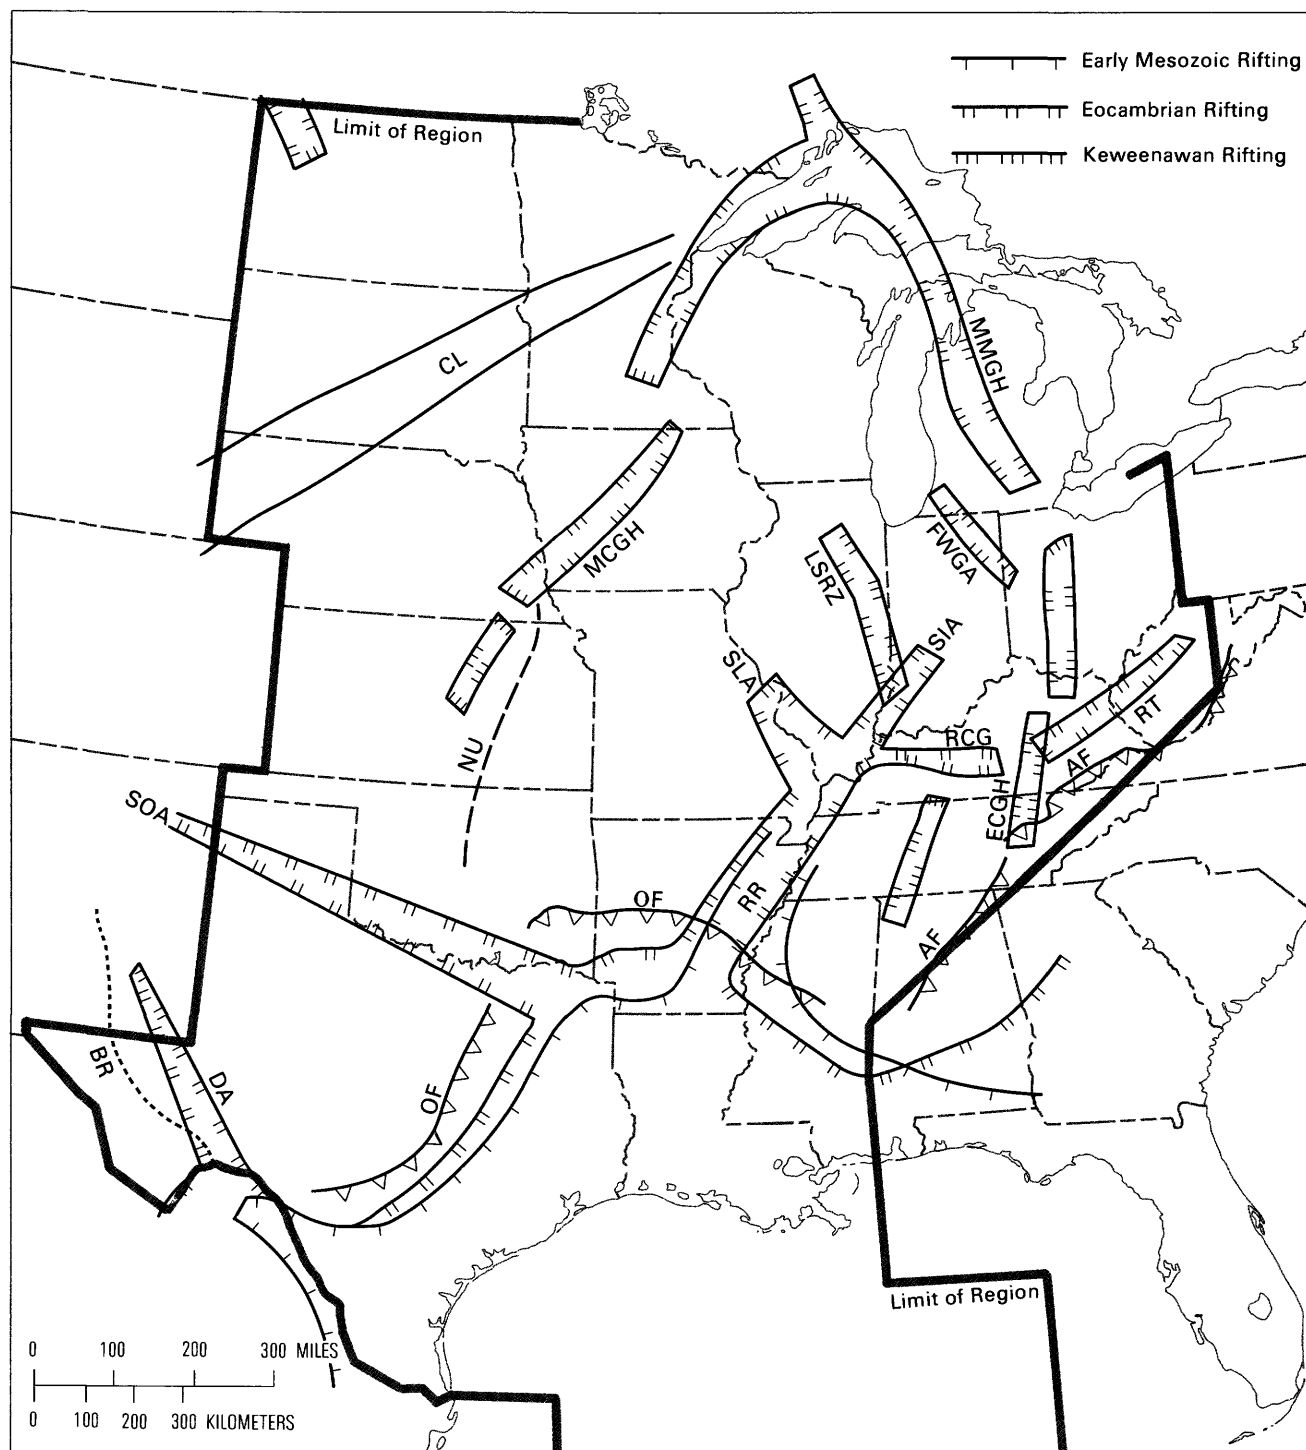 Early Mesozoic Rifting
Eocambrian Rifting
Keweenawan Rifting
Limit of Region
CL
MMGH
MCGH
FWGA
LSRZ
SIA
SLA
RT
NU
RCG
AF
ECGH
SOA
RR
OF
AF
BR
DA
OF
Limit of Region
0 100 200 300 MILES
0 100 200 300 KILOMETERS